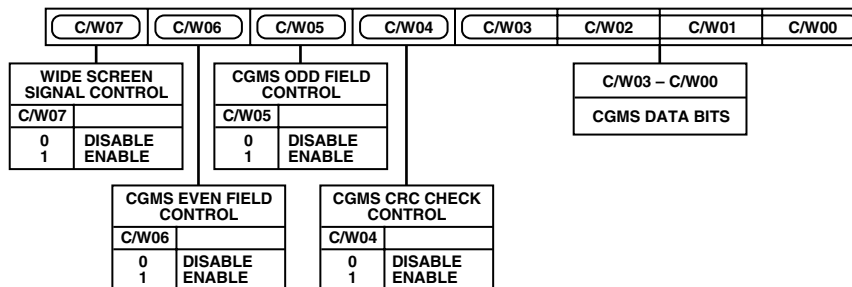 C/W07 C/W06 C/W05 C/W04 C/W03 C/W02 C/W01 C/W00
WIDE SCREEN
SIGNAL CONTROL
C/W07
0 DISABLE
1 ENABLE
CGMS ODD FIELD
CONTROL
C/W05
0 DISABLE
1 ENABLE
C/W03 – C/W00
CGMS DATA BITS
CGMS EVEN FIELD
CONTROL
C/W06
0 DISABLE
1 ENABLE
CGMS CRC CHECK
CONTROL
C/W04
0 DISABLE
1 ENABLE